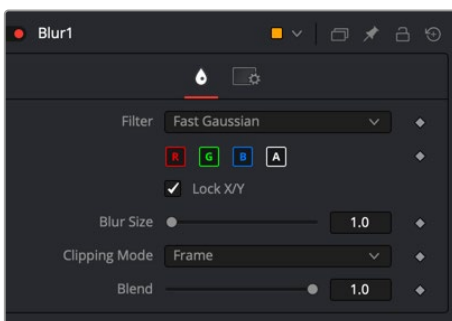 Blur1
Filter Fast Gaussian
R G B A
Lock X/Y
Blur Size 1.0
Clipping Mode Frame
Blend 1.0